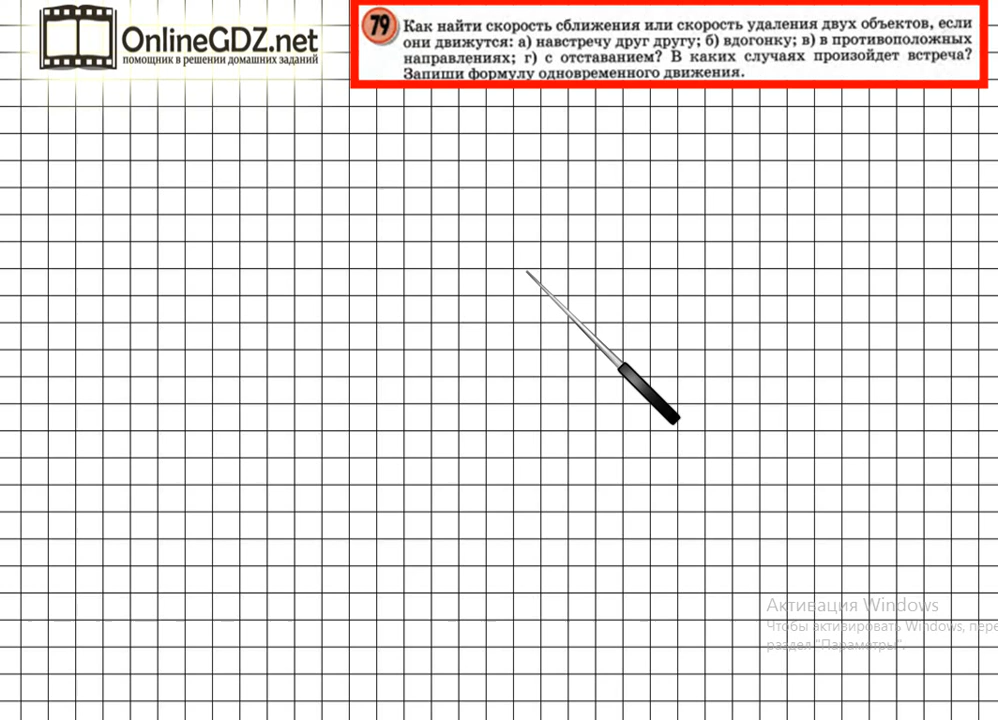 OnlineGDZ.net
помощник в решении домашних заданий
79 Как найти скорость сближения или скорость удаления двух объектов, если
они движутся: а) навстречу друг другу; б) вдогонку; в) в противоположных
направлениях; г) с отставанием? В каких случаях произойдет встреча?
Запиши формулу одновременного движения.
Активация Windows
Чтобы активировать Windows, пере
раздел "Параметры".